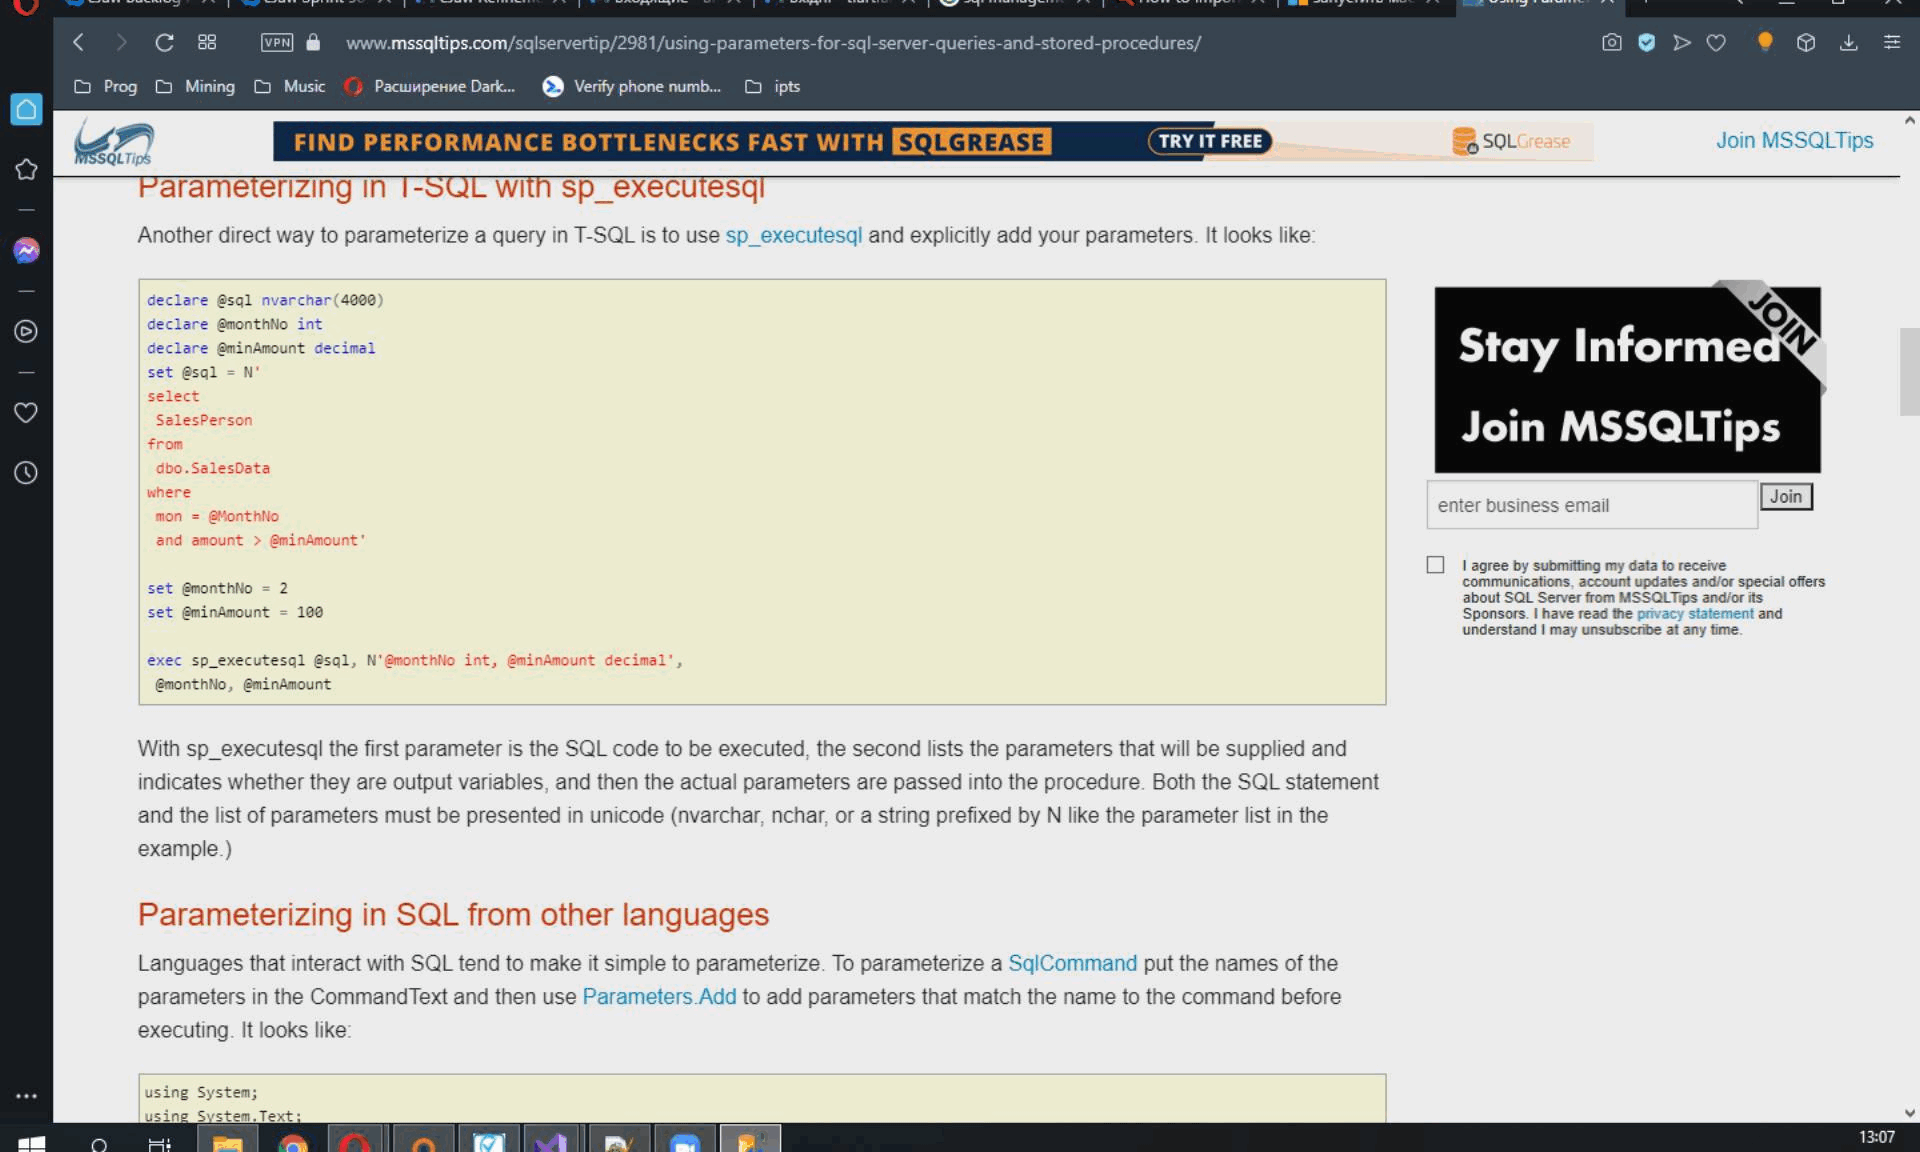 VPN
www.mssqltips.com/sqlservertip/2981/using-parameters-for-sql-server-queries-and-stored-procedures/
Prog
Mining
Music
Расширение Dark...
Verify phone numb...
ipts
MSSQLTips
FIND PERFORMANCE BOTTLENECKS FAST WITH SQLGREASE
TRY IT FREE
SQLGrease
Join MSSQLTips
Parameterizing in T-SQL with sp_executesql
Another direct way to parameterize a query in T-SQL is to use sp_executesql and explicitly add your parameters. It looks like:
declare @sql nvarchar(4000)
declare @monthNo int
declare @minAmount decimal
set @sql = N'
select
SalesPerson
from
dbo.SalesData
where
mon = @MonthNo
and amount > @minAmount'
set @monthNo = 2
set @minAmount = 100
exec sp_executesql @sql, N'@monthNo int, @minAmount decimal',
@monthNo, @minAmount
JOIN
Stay Informed
Join MSSQLTips
enter business email
Join
I agree by submitting my data to receive
communications, account updates and/or special offers
about SQL Server from MSSQLTips and/or its
Sponsors. I have read the privacy statement and
understand I may unsubscribe at any time.
With sp_executesql the first parameter is the SQL code to be executed, the second lists the parameters that will be supplied and
indicates whether they are output variables, and then the actual parameters are passed into the procedure. Both the SQL statement
and the list of parameters must be presented in unicode (nvarchar, nchar, or a string prefixed by N like the parameter list in the
example.)
Parameterizing in SQL from other languages
Languages that interact with SQL tend to make it simple to parameterize. To parameterize a SqlCommand put the names of the
parameters in the CommandText and then use Parameters.Add to add parameters that match the name to the command before
executing. It looks like:
using System;
using System.Text;
13:07